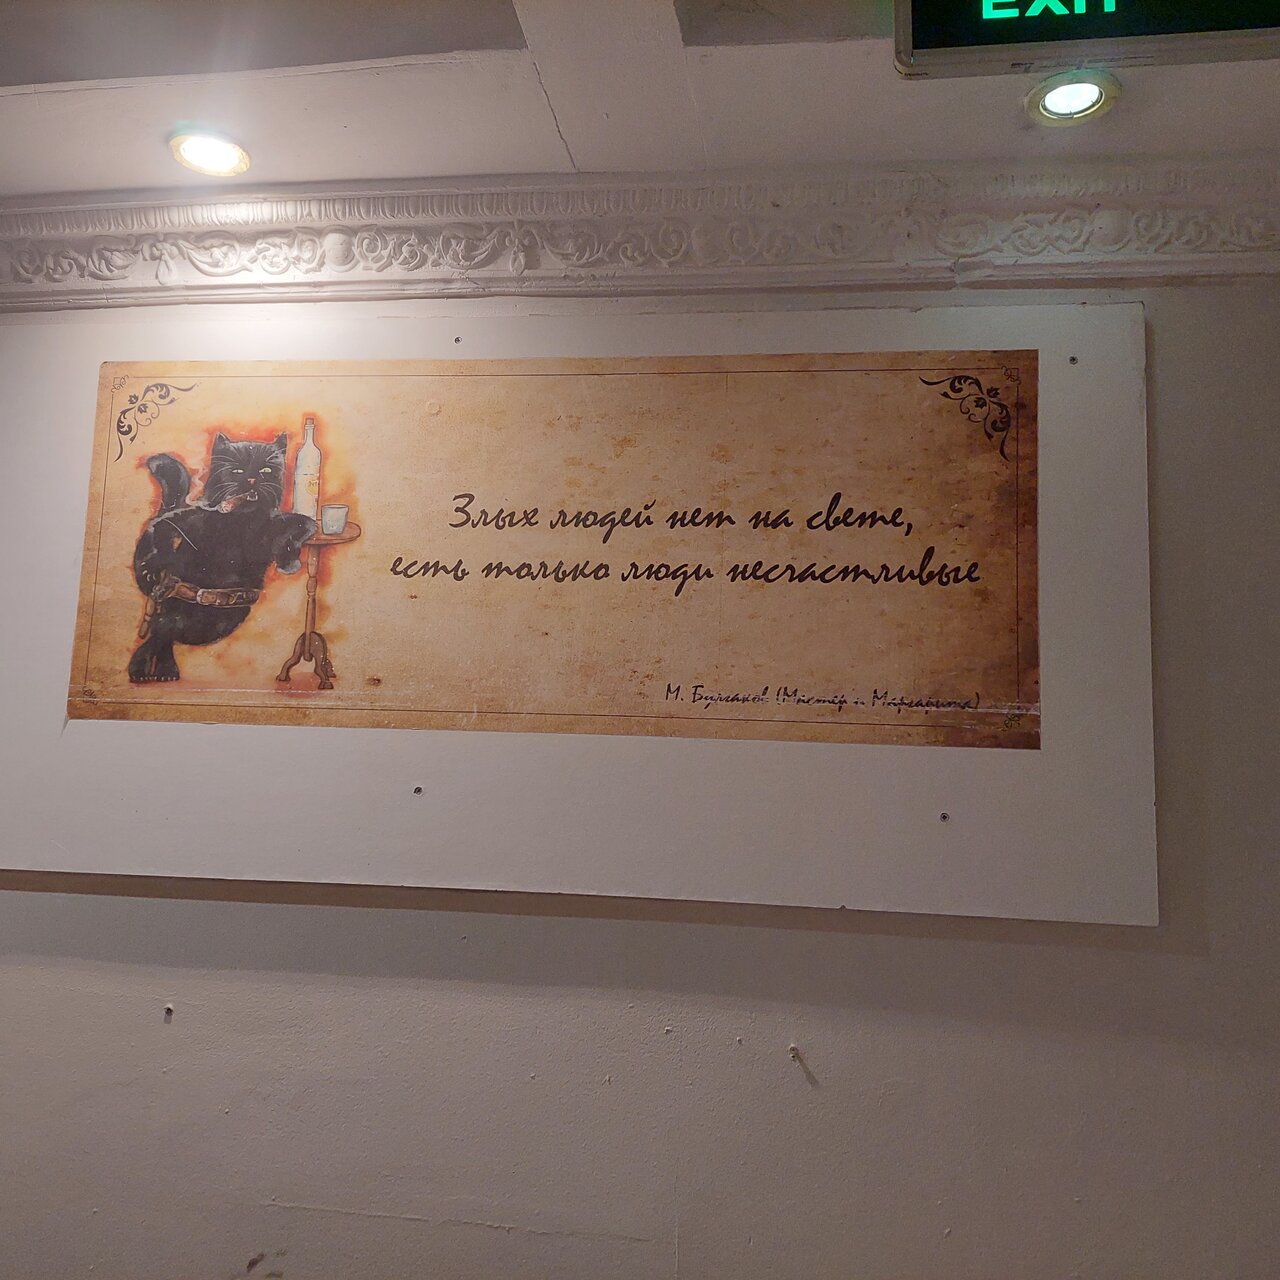 EXIT
Злых людей нет на свете,
есть только люди несчастливые
М. Булгаков (Мастер и Маргарита)